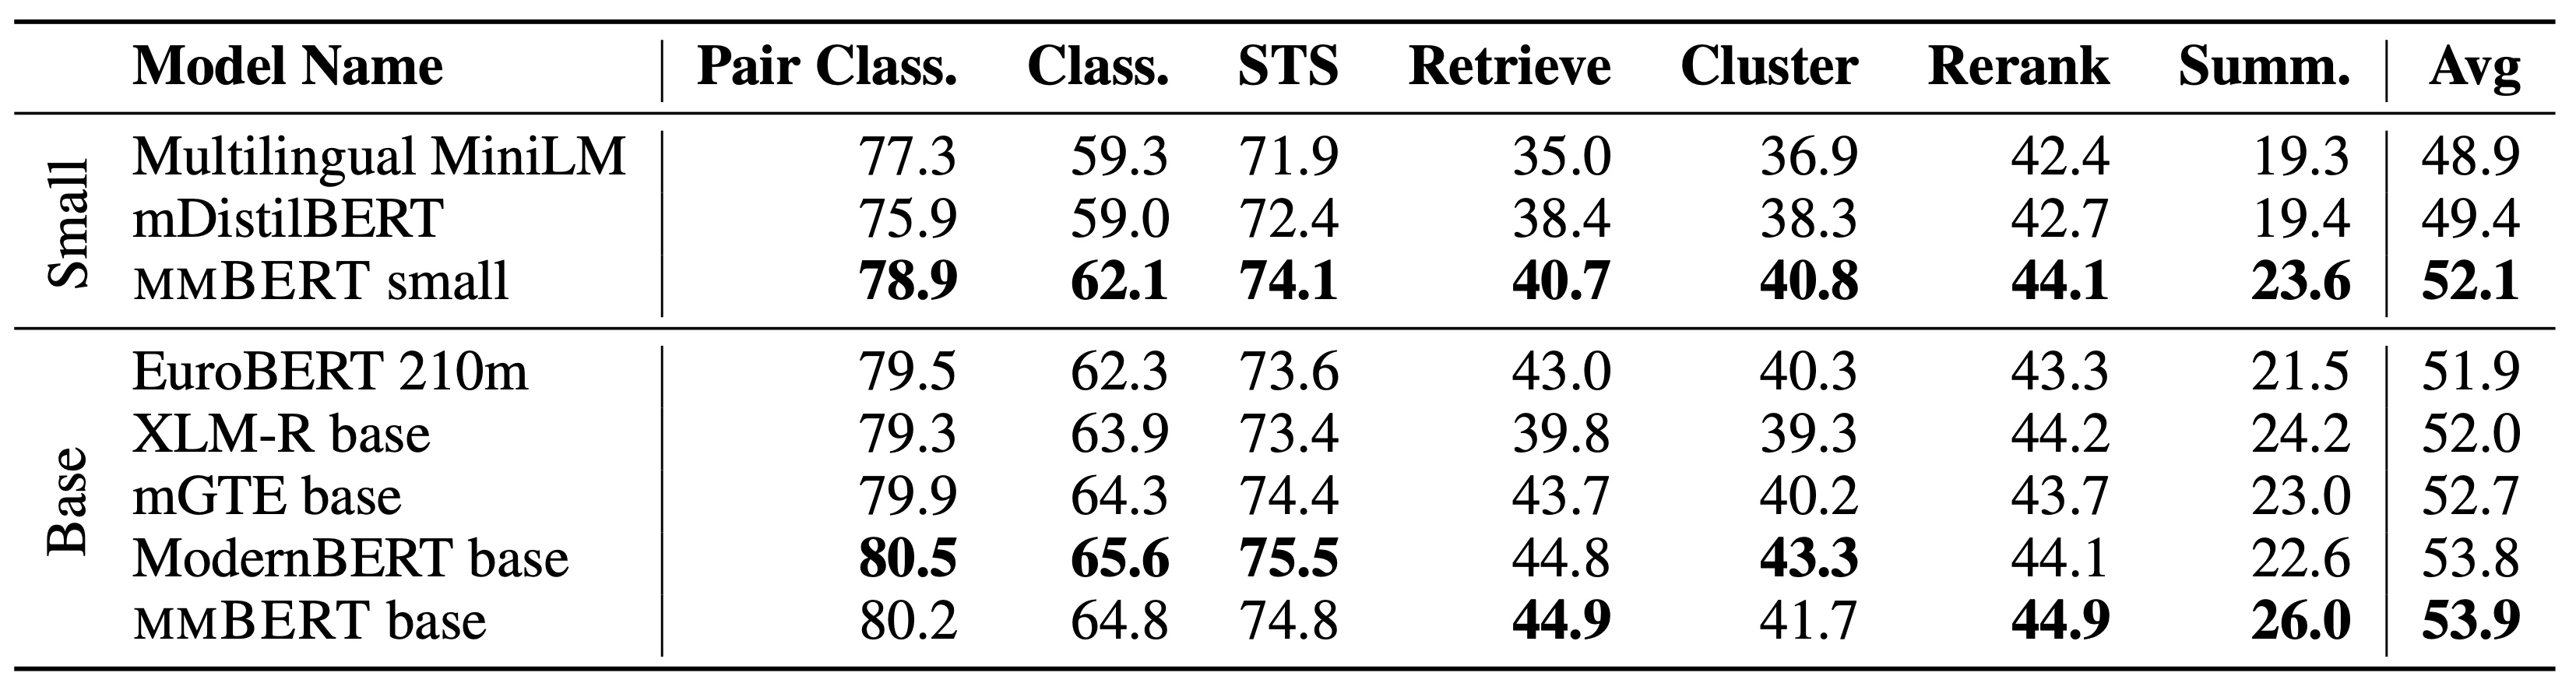 Model Name Pair Class. Class. STS Retrieve Cluster Rerank Summ. Avg
Small
Multilingual MiniLM 77.3 59.3 71.9 35.0 36.9 42.4 19.3 48.9
mDistilBERT 75.9 59.0 72.4 38.4 38.3 42.7 19.4 49.4
MMBERT small 78.9 62.1 74.1 40.7 40.8 44.1 23.6 52.1
Base
EuroBERT 210m 79.5 62.3 73.6 43.0 40.3 43.3 21.5 51.9
XLM-R base 79.3 63.9 73.4 39.8 39.3 44.2 24.2 52.0
mGTE base 79.9 64.3 74.4 43.7 40.2 43.7 23.0 52.7
ModernBERT base 80.5 65.6 75.5 44.8 43.3 44.1 22.6 53.8
MMBERT base 80.2 64.8 74.8 44.9 41.7 44.9 26.0 53.9